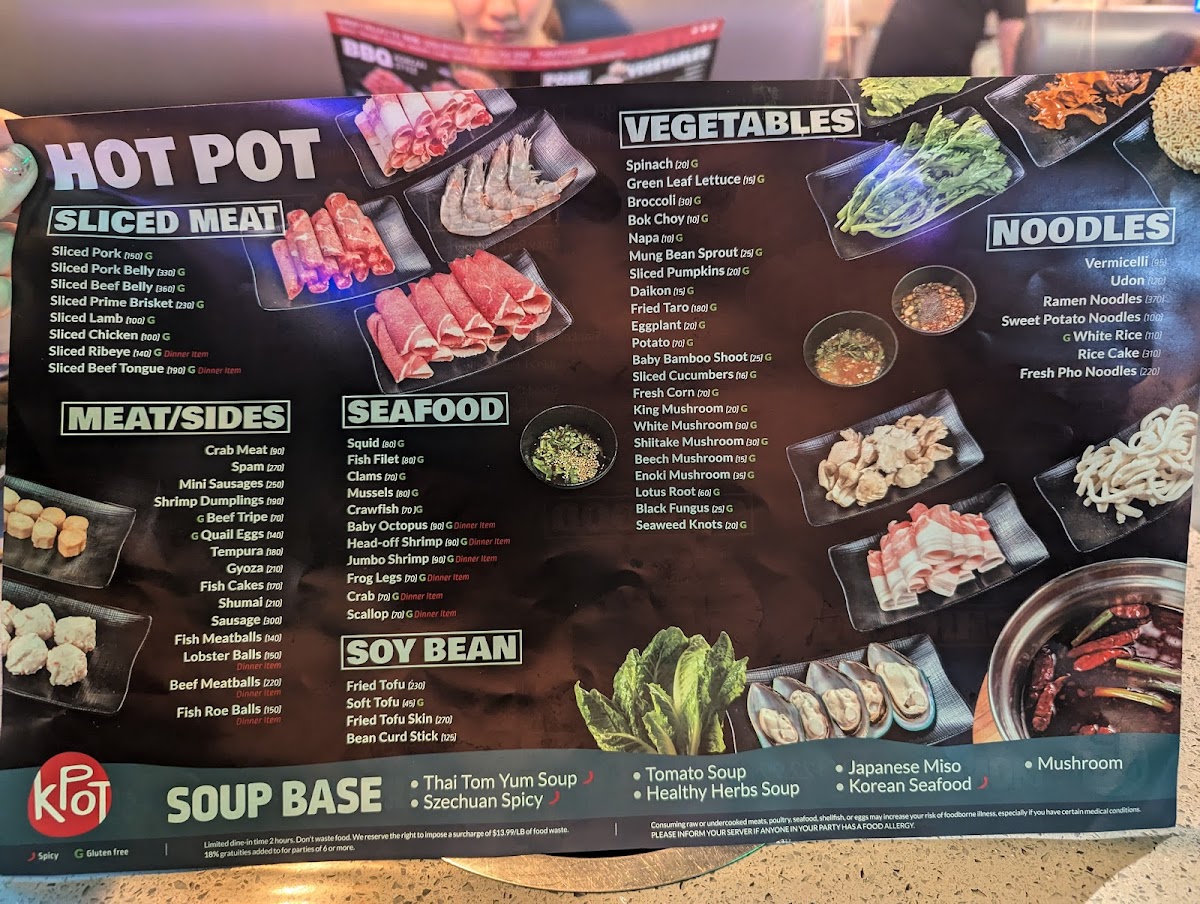 BBQ KOREAN STYLE
VEGETABLES
HOT POT
SLICED MEAT
Sliced Pork (150) G
Sliced Pork Belly (330) G
Sliced Beef Belly (360) G
Sliced Prime Brisket (230) G
Sliced Lamb (100) G
Sliced Chicken (100) G
Sliced Ribeye (140) G Dinner Item
Sliced Beef Tongue (190) G Dinner Item
MEAT/SIDES
Crab Meat (90)
Spam (270)
Mini Sausages (250)
Shrimp Dumplings (190)
G Beef Tripe (70)
G Quail Eggs (140)
Tempura (180)
Gyoza (210)
Fish Cakes (170)
Shumai (210)
Sausage (300)
Fish Meatballs (140)
Lobster Balls (150)
Dinner Item
Beef Meatballs (220)
Dinner Item
Fish Roe Balls (150)
Dinner Item
SEAFOOD
Squid (80) G
Fish Filet (80) G
Clams (70) G
Mussels (80) G
Crawfish (70 )G
Baby Octopus (90) G Dinner Item
Head-off Shrimp (90) G Dinner Item
Jumbo Shrimp (90) G Dinner Item
Frog Legs (70) G Dinner Item
Crab (70) G Dinner Item
Scallop (70) G Dinner Item
SOY BEAN
Fried Tofu (230)
Soft Tofu (45) G
Fried Tofu Skin (270)
Bean Curd Stick (125)
VEGETABLES
Spinach (20) G
Green Leaf Lettuce (15) G
Broccoli (30) G
Bok Choy (10) G
Napa (10) G
Mung Bean Sprout (25) G
Sliced Pumpkins (20) G
Daikon (15) G
Fried Taro (180) G
Eggplant (20) G
Potato (70) G
Baby Bamboo Shoot (25) G
Sliced Cucumbers (16) G
Fresh Corn (70) G
King Mushroom (20) G
White Mushroom (30) G
Shiitake Mushroom (30) G
Beech Mushroom (15) G
Enoki Mushroom (35) G
Lotus Root (60) G
Black Fungus (25) G
Seaweed Knots (20) G
NOODLES
Vermicelli (95)
Udon (120)
Ramen Noodles (370)
Sweet Potato Noodles (100)
G White Rice (110)
Rice Cake (310)
Fresh Pho Noodles (220)
KPOT
SOUP BASE
• Thai Tom Yum Soup
• Szechuan Spicy
• Tomato Soup
• Healthy Herbs Soup
• Japanese Miso
• Korean Seafood
• Mushroom
Spicy G Gluten free
Limited dine-in time 2 hours. Don't waste food. We reserve the right to impose a surcharge of $13.99/LB of food waste.
18% gratuities added to for parties of 6 or more.
Consuming raw or undercooked meats, poultry, seafood, shellfish, or eggs may increase your risk of foodborne illness, especially if you have certain medical conditions.
PLEASE INFORM YOUR SERVER IF ANYONE IN YOUR PARTY HAS A FOOD ALLERGY.